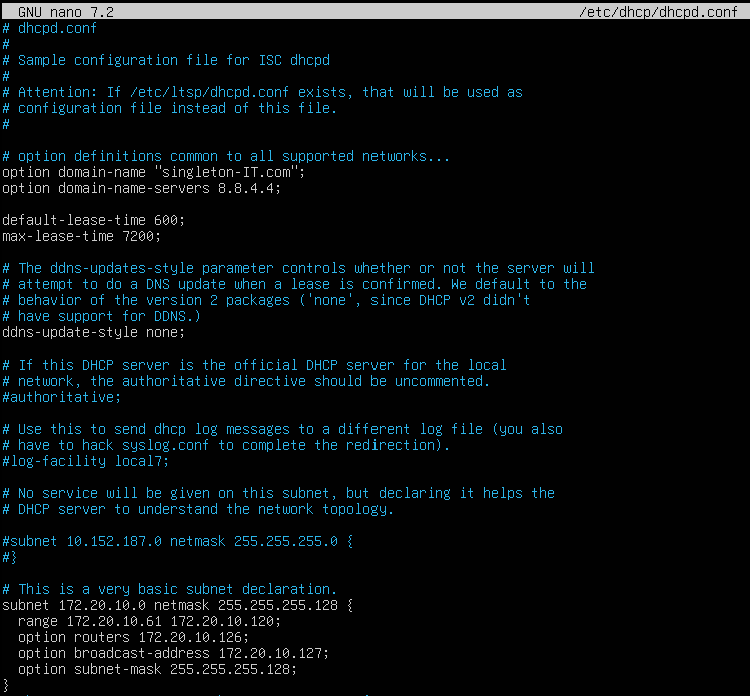 GNU nano 7.2 /etc/dhcp/dhcpd.conf
# dhcpd.conf
#
# Sample configuration file for ISC dhcpd
#
# Attention: If /etc/ltsp/dhcpd.conf exists, that will be used as
# configuration file instead of this file.
#
# option definitions common to all supported networks...
option domain-name "singleton-IT.com";
option domain-name-servers 8.8.4.4;
default-lease-time 600;
max-lease-time 7200;
# The ddns-updates-style parameter controls whether or not the server will
# attempt to do a DNS update when a lease is confirmed. We default to the
# behavior of the version 2 packages ('none', since DHCP v2 didn't
# have support for DDNS.)
ddns-update-style none;
# If this DHCP server is the official DHCP server for the local
# network, the authoritative directive should be uncommented.
#authoritative;
# Use this to send dhcp log messages to a different log file (you also
# have to hack syslog.conf to complete the redirection).
#log-facility local7;
# No service will be given on this subnet, but declaring it helps the
# DHCP server to understand the network topology.
#subnet 10.152.187.0 netmask 255.255.255.0 {
#}
# This is a very basic subnet declaration.
subnet 172.20.10.0 netmask 255.255.255.128 {
range 172.20.10.61 172.20.10.120;
option routers 172.20.10.126;
option broadcast-address 172.20.10.127;
option subnet-mask 255.255.255.128;
}